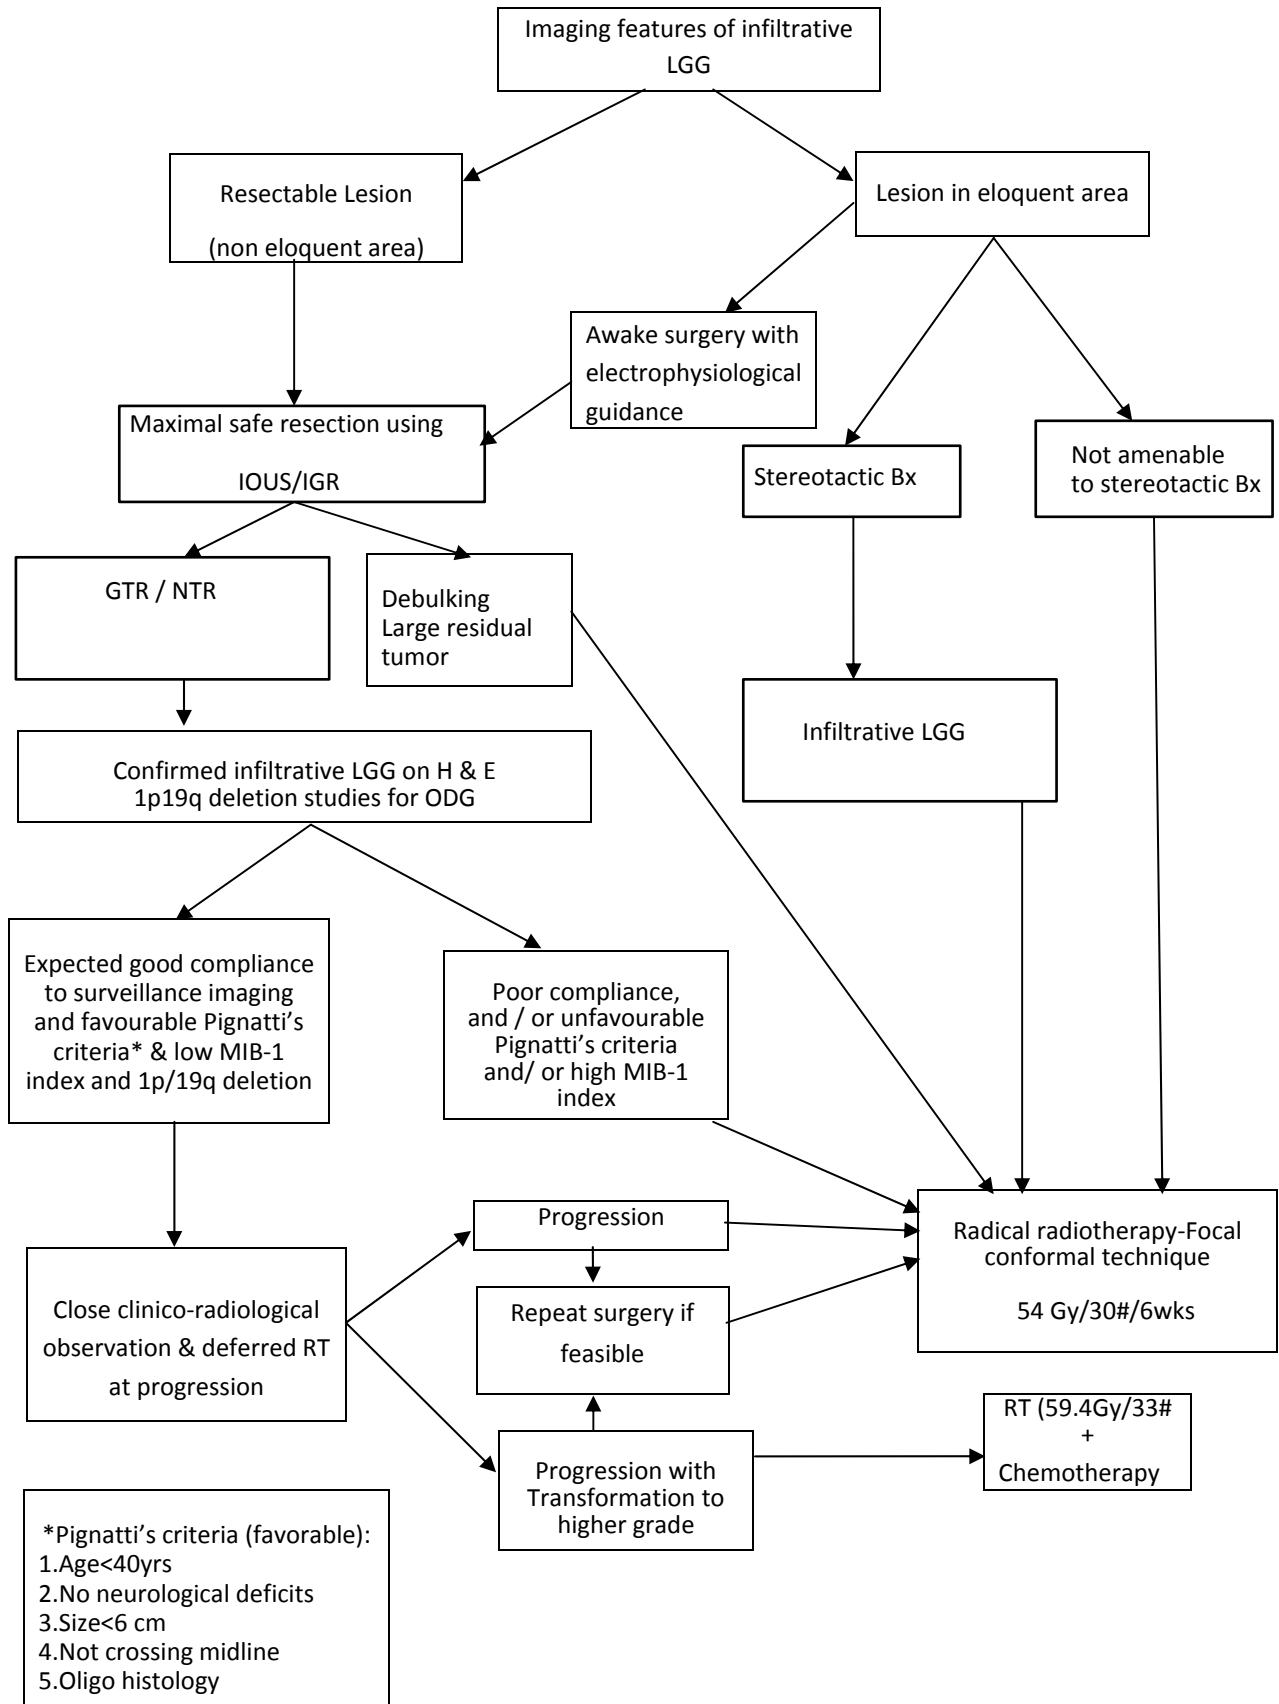 Imaging features of infiltrative
LGG
Resectable Lesion
(non eloquent area)
Lesion in eloquent area
Awake surgery with
electrophysiological
guidance
Maximal safe resection using
IOUS/IGR
Stereotactic Bx
Not amenable
to stereotactic Bx
GTR / NTR
Debulking
Large residual
tumor
Infiltrative LGG
Confirmed infiltrative LGG on H & E
1p19q deletion studies for ODG
Expected good compliance
to surveillance imaging
and favourable Pignatti’s
criteria* & low MIB-1
index and 1p/19q deletion
Poor compliance,
and / or unfavourable
Pignatti’s criteria
and/ or high MIB-1
index
Progression
Radical radiotherapy-Focal
conformal technique
54 Gy/30#/6wks
Close clinico-radiological
observation & deferred RT
at progression
Repeat surgery if
feasible
RT (59.4Gy/33#
+
Chemotherapy
Progression with
Transformation to
higher grade
*Pignatti’s criteria (favorable):
1.Age<40yrs
2.No neurological deficits
3.Size<6 cm
4.Not crossing midline
5.Oligo histology